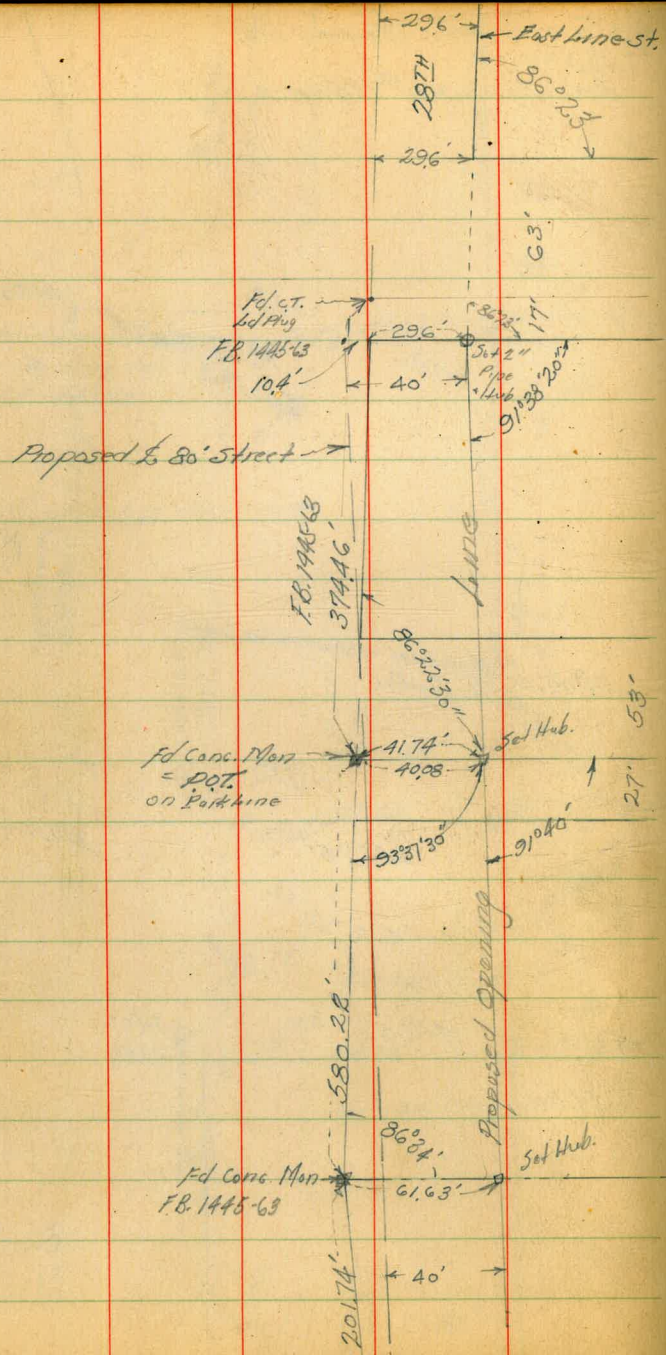 29.6'
East Line st.
28TH
86°23'
29.6'
63'
Fd. C.T.
Ld Plug
F.B. 1445-63
29.6'
86°23'
17'
Set 2"
Pipe
Hub
10.4'
40'
91°38'20"
Proposed ℄ 80' Street
F.B. 1445-63
374.46'
Line
86°22'30"
53'
Fd Conc. Mon
= P.O.T.
on Park Line
41.74'
40.08
Set Hub.
27'
93°37'30"
91°40'
580.22'
Proposed Opening
86°34'
Fd Conc Mon
F.B. 1445-63
61.63'
Set Hub.
201.74'
40'